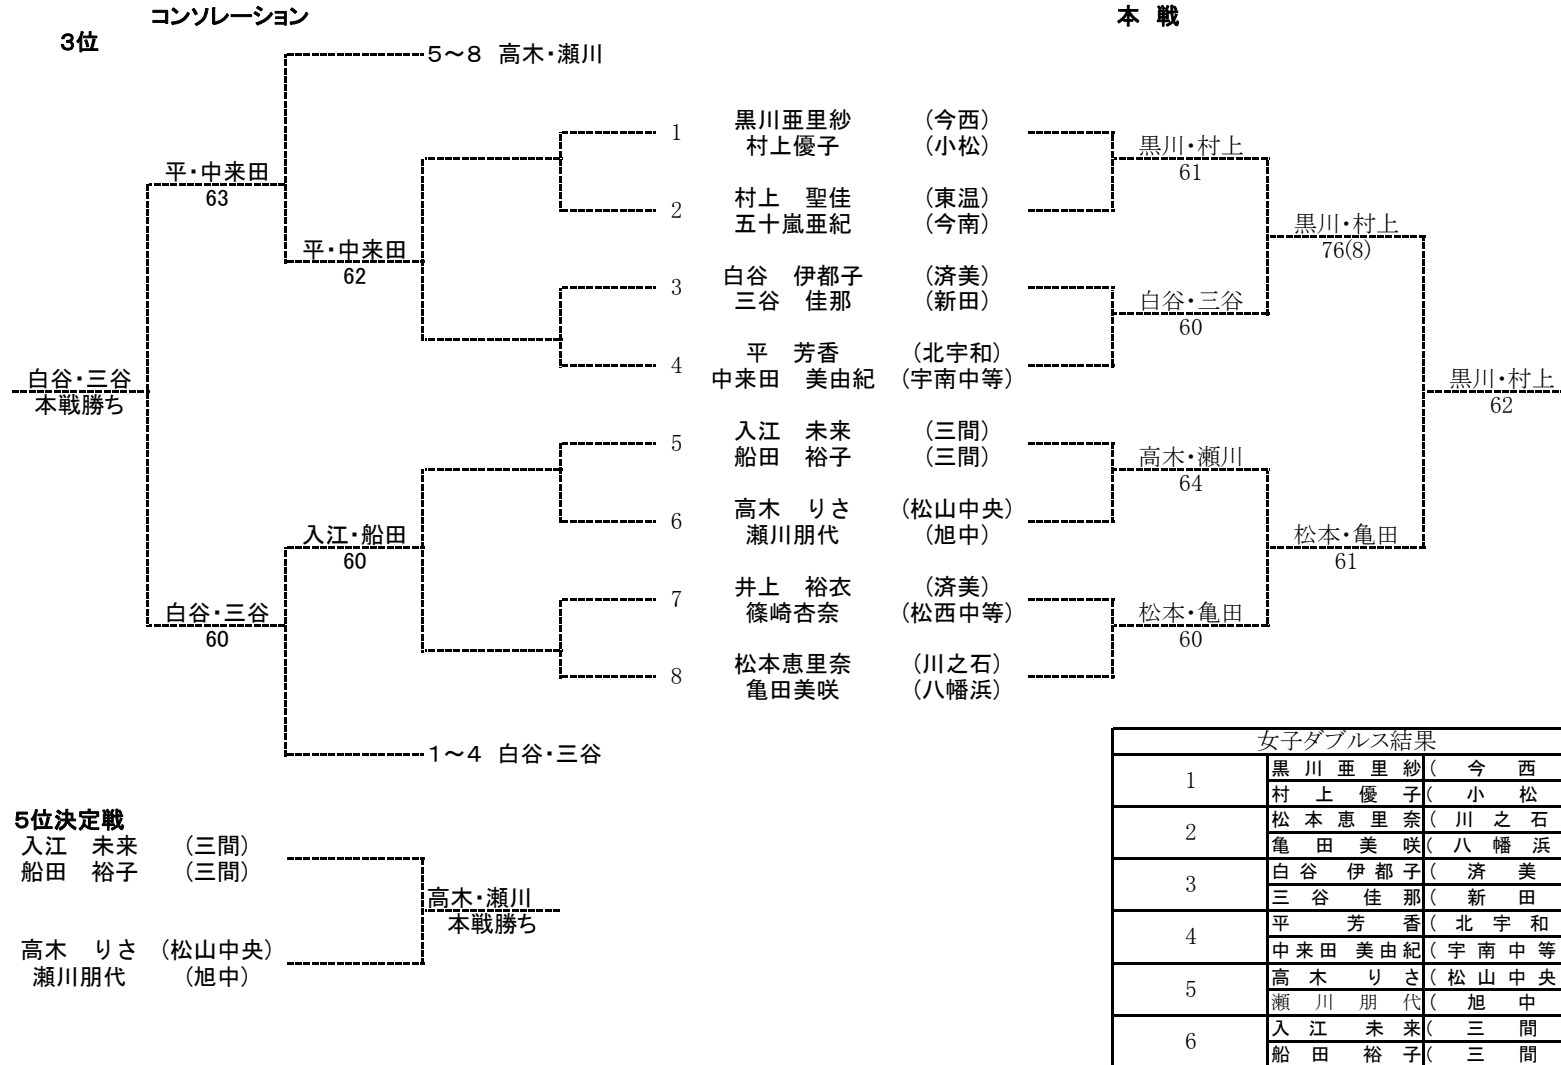 コンソレーション
本 戦
3位
5～8 高木・瀬川
平・中来田
63
平・中来田
62
白谷・三谷
本戦勝ち
入江・船田
60
白谷・三谷
60
1～4 白谷・三谷
1 黒川亜里紗 (今西)
村上優子 (小松)
2 村上 聖佳 (東温)
五十嵐亜紀 (今南)
3 白谷 伊都子 (済美)
三谷 佳那 (新田)
4 平 芳香 (北宇和)
中来田 美由紀 (宇南中等)
5 入江 未来 (三間)
船田 裕子 (三間)
6 高木 りさ (松山中央)
瀬川朋代 (旭中)
7 井上 裕衣 (済美)
篠崎杏奈 (松西中等)
8 松本恵里奈 (川之石)
亀田美咲 (八幡浜)
黒川・村上
61
黒川・村上
76(8)
白谷・三谷
60
黒川・村上
62
高木・瀬川
64
松本・亀田
61
松本・亀田
60
5位決定戦
入江 未来 (三間)
船田 裕子 (三間)
高木・瀬川
本戦勝ち
高木 りさ (松山中央)
瀬川朋代 (旭中)
女子ダブルス結果
1 黒川亜里紗 ( 今西
村上優子 ( 小松
2 松本恵里奈 ( 川之石
亀田美咲 ( 八幡浜
3 白谷 伊都子 ( 済美
三谷 佳那 ( 新田
4 平 芳香 ( 北宇和
中来田 美由紀 ( 宇南中等
5 高木 りさ ( 松山中央
瀬川朋代 ( 旭中
6 入江 未来 ( 三間
船田 裕子 ( 三間